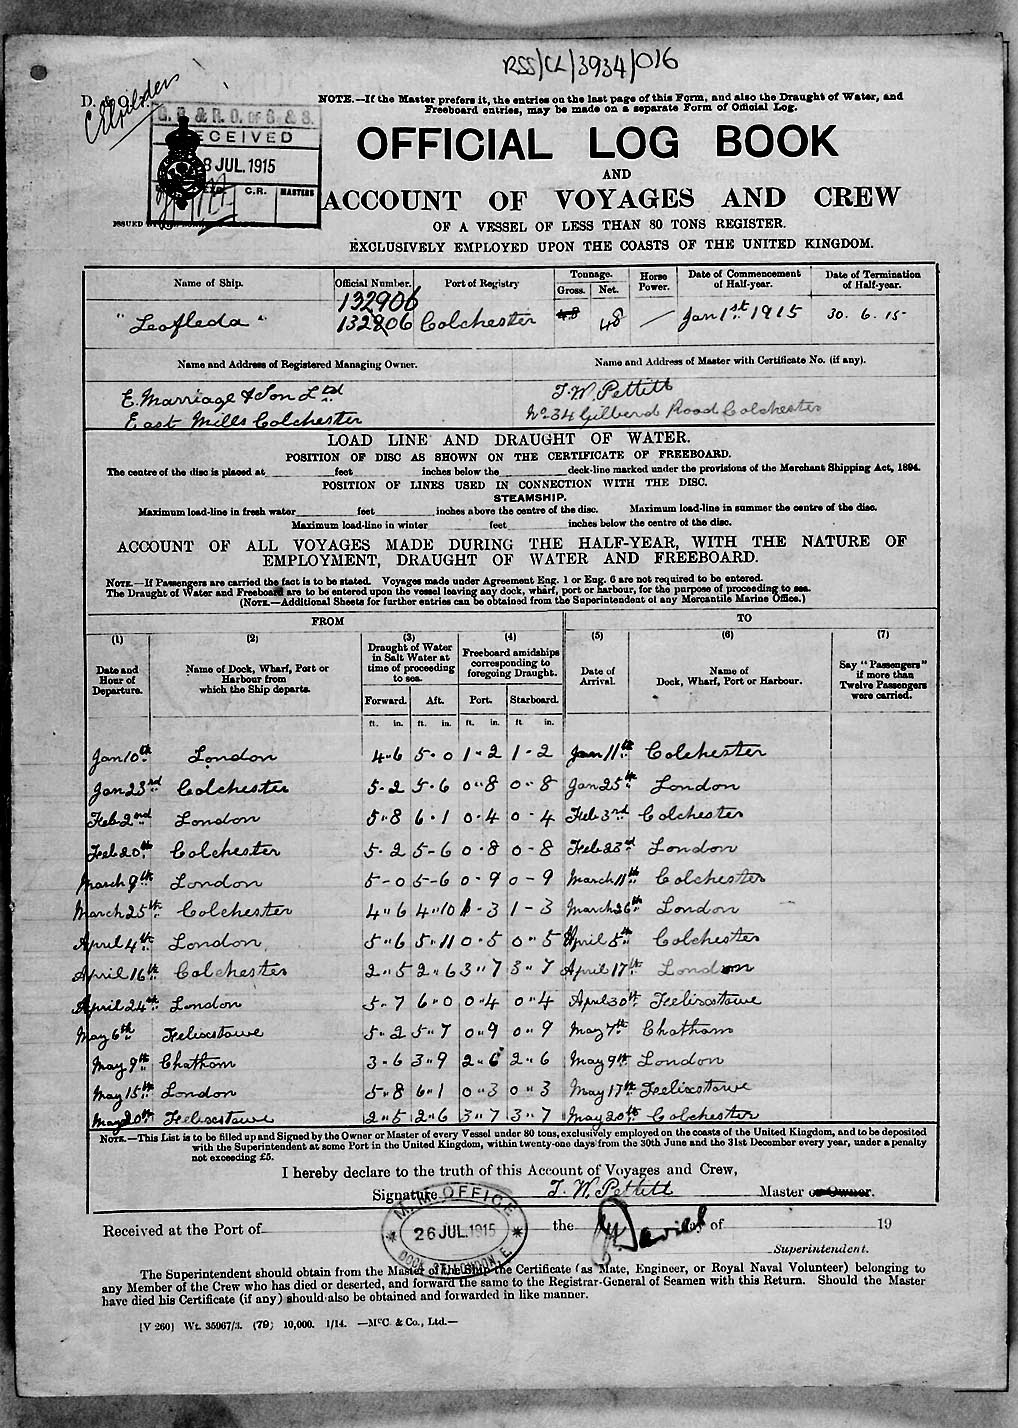 RSS/CL/3934/016
D. & O.
NOTE.—If the Master prefers it, the entries on the last page of this Form, and also the Draught of Water, and
Freeboard entries, may be made on a separate Form of Official Log.
G. R. & R. O. OF S. & S.
RECEIVED
8 JUL. 1915
C.R. MASTERS
OFFICIAL LOG BOOK
AND
ACCOUNT OF VOYAGES AND CREW
ISSUED
OF A VESSEL OF LESS THAN 80 TONS REGISTER.
EXCLUSIVELY EMPLOYED UPON THE COASTS OF THE UNITED KINGDOM.
Name of Ship. Official Number. Port of Registry Tonnage. Gross. Net. Horse Power. Date of Commencement of Half-year. Date of Termination of Half-year.
132906
"Leofleda" 132806 Colchester 48 48 — Jan 1st 1915 30. 6. 15-
Name and Address of Registered Managing Owner. Name and Address of Master with Certificate No. (if any).
E. Marriage & Son Ltd T. W. Pettitt
East Mills Colchester No 34 Gilberd Road Colchester
LOAD LINE AND DRAUGHT OF WATER.
POSITION OF DISC AS SHOWN ON THE CERTIFICATE OF FREEBOARD.
The centre of the disc is placed at feet inches below the deck-line marked under the provisions of the Merchant Shipping Act, 1894.
POSITION OF LINES USED IN CONNECTION WITH THE DISC.
STEAMSHIP.
Maximum load-line in fresh water feet inches above the centre of the disc. Maximum load-line in summer the centre of the disc.
Maximum load-line in winter feet inches below the centre of the disc.
ACCOUNT OF ALL VOYAGES MADE DURING THE HALF-YEAR, WITH THE NATURE OF
EMPLOYMENT, DRAUGHT OF WATER AND FREEBOARD.
NOTE.—If Passengers are carried the fact is to be stated. Voyages made under Agreement Eng. 1 or Eng. 6 are not required to be entered.
The Draught of Water and Freeboard are to be entered upon the vessel leaving any dock, wharf, port or harbour, for the purpose of proceeding to sea.
(NOTE.—Additional Sheets for further entries can be obtained from the Superintendent of any Mercantile Marine Office.)
FROM TO
(1) (2) (3) (4) (5) (6) (7)
Date and Hour of Departure. Name of Dock, Wharf, Port or Harbour from which the Ship departs. Draught of Water in Salt Water at time of proceeding to sea. Freeboard amidships corresponding to foregoing Draught. Date of Arrival. Name of Dock, Wharf, Port or Harbour. Say "Passengers" if more than Twelve Passengers were carried.
Forward. Aft. Port. Starboard.
ft. in. ft. in. ft. in. ft. in.
Jan 10th London 4-6 5-0 1-2 1-2 Jan 11th Colchester
Jan 23rd Colchester 5-2 5-6 0-8 0-8 Jan 25th London
Feb 2nd London 5-8 6-1 0-4 0-4 Feb 3rd Colchester
Feb 20th Colchester 5-2 5-6 0-8 0-8 Feb 23rd London
March 9th London 5-0 5-6 0-9 0-9 March 11th Colchester
March 25th Colchester 4-6 4-10 1-3 1-3 March 26th London
April 4th London 5-6 5-11 0-5 0-5 April 5th Colchester
April 16th Colchester 2-5 2-6 3-7 3-7 April 17th London
April 24th London 5-7 6-0 0-4 0-4 April 30th Felixstowe
May 6th Felixstowe 5-2 5-7 0-9 0-9 May 7th Chatham
May 9th Chatham 3-6 3-9 2-6 2-6 May 9th London
May 15th London 5-8 6-1 0-3 0-3 May 17th Felixstowe
May 20th Felixstowe 2-5 2-6 3-7 3-7 May 20th Colchester
NOTE.—This List is to be filled up and Signed by the Owner or Master of every Vessel under 80 tons, exclusively employed on the coasts of the United Kingdom, and to be deposited
with the Superintendent at some Port in the United Kingdom, within twenty-one days from the 30th June and the 31st December every year, under a penalty
not exceeding £5.
I hereby declare to the truth of this Account of Voyages and Crew,
Signature T. W. Pettitt Master or Owner.
M. M. OFFICE
26 JUL. 1915
DOCK ST. LONDON, E.
Received at the Port of the day of 19
Superintendent.
The Superintendent should obtain from the Master of the Ship the Certificate (as Mate, Engineer, or Royal Naval Volunteer) belonging to
any Member of the Crew who has died or deserted, and forward the same to the Registrar-General of Seamen with this Return. Should the Master
have died his Certificate (if any) should also be obtained and forwarded in like manner.
[V 260] Wt. 35967/3. (79) 10,000. 1/14. —McC. & Co., Ltd.—